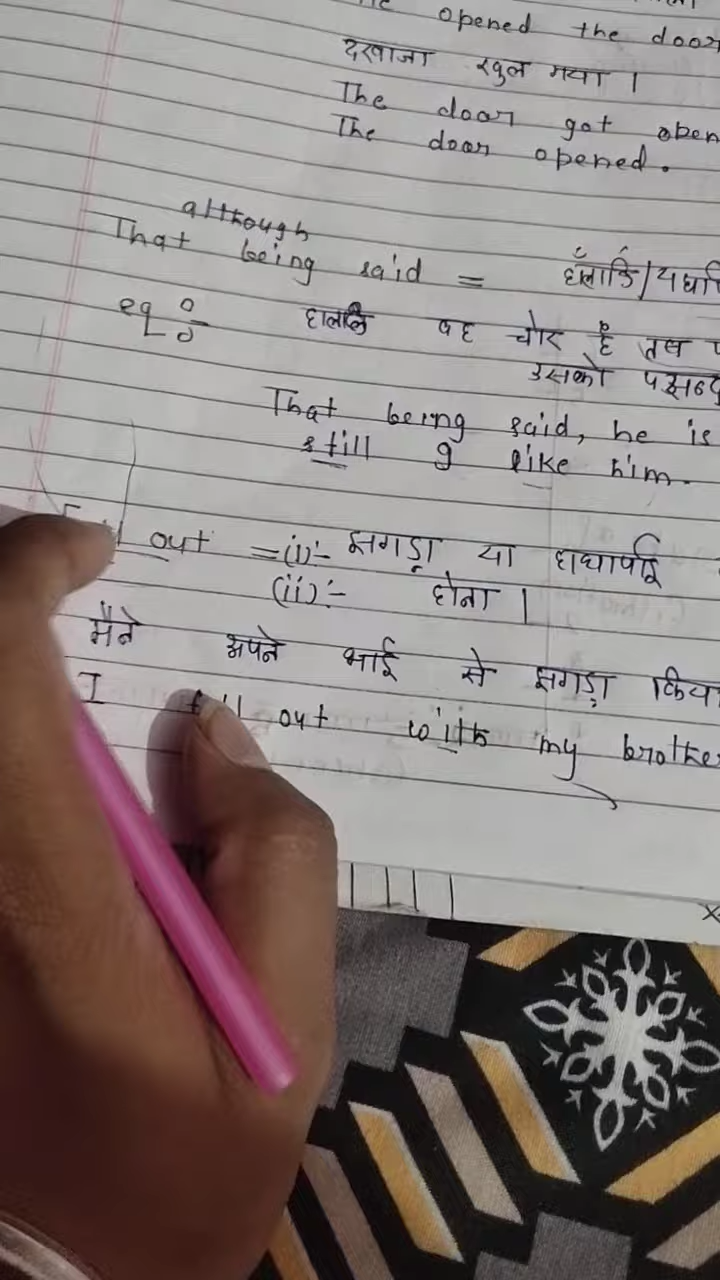 opened the door
दरवाजा खुल गया ।
The door got open
The door opened.
although
That being said = हालाकि/यद्यपि
eg :-
हालाकि वह चोर है तब
उसको पसन्द
That being said, he is
still I like him.
out = (i):- झगड़ा या हाथापाई
(ii):- होना ।
मैने अपने भाई से झगड़ा किया
I fell out with my brother